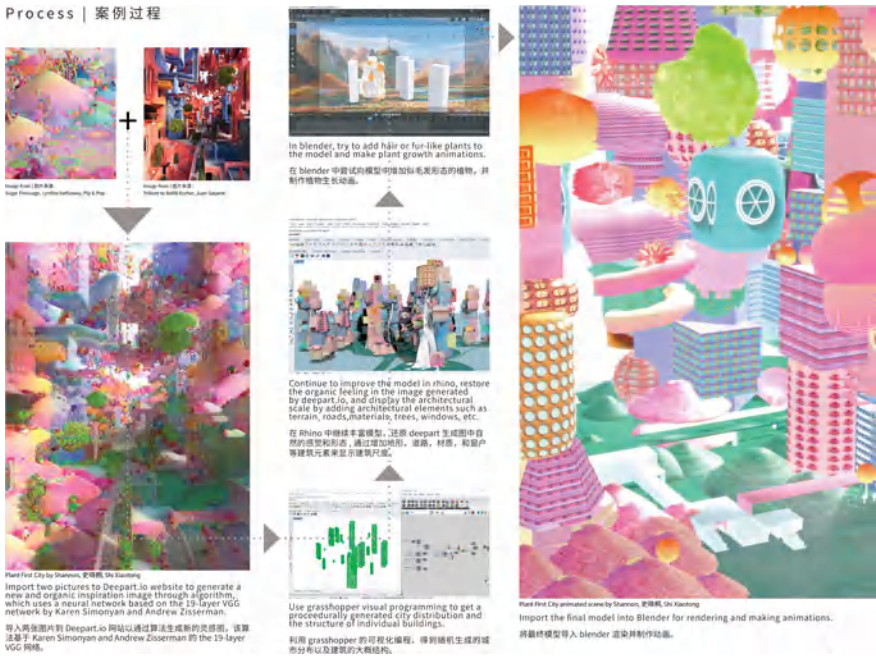 Process | 案例过程
Image from | 图片来源:
Image from | 图片来源:
Plant First City by Shannon, 史晓桐, Shi Xiaotong
Import two pictures to Deepart.io website to generate a
new and organic inspiration image through algorithm,
which uses a neural network based on the 19-layer VGG
network by Karen Simonyan and Andrew Zisserman.
导入两张图片到 Deepart.io 网站以通过算法生成新的灵感图，该算
法基于 Karen Simonyan and Andrew Zisserman 的 the 19-layer
VGG 网络。
In blender, try to add hair or fur-like plants to
the model and make plant growth animations.
在 blender 中尝试向模型中增加似毛发形态的植物，并
制作植物生长动画。
Continue to improve the model in rhino, restore
the organic feeling in the image generated
by deepart.io, and display the architectural
scale by adding architectural elements such as
terrain, roads,materials, trees, windows, etc.
在 Rhino 中继续丰富模型，还原 deepart 生成图中自
然的感觉和形态 , 通过增加地形，道路，材质，和窗户
等建筑元素来显示建筑尺度。
Use grasshopper visual programming to get a
proceedurally generated city distribution and
the structure of individual buildings.
利用 grasshopper 的可视化编程，得到随机生成的城
市分布以及建筑的大概结构。
Plant First City animated scene by Shannon, 史晓桐, Shi Xiaotong
Import the final model into Blender for rendering and making animations.
将最终模型导入 blender 渲染并制作动画。